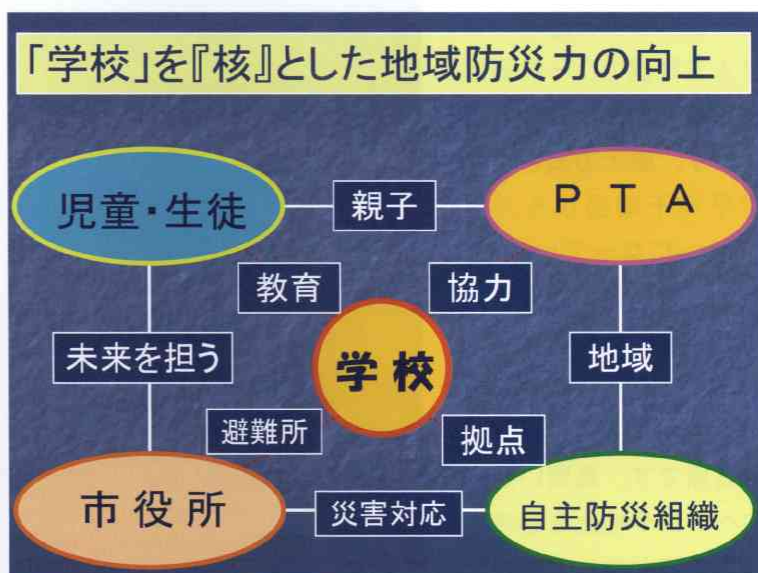 「学校」を『核』とした地域防災力の向上
児童・生徒
親子
PTA
教育
協力
未来を担う
学校
地域
避難所
拠点
市役所
災害対応
自主防災組織